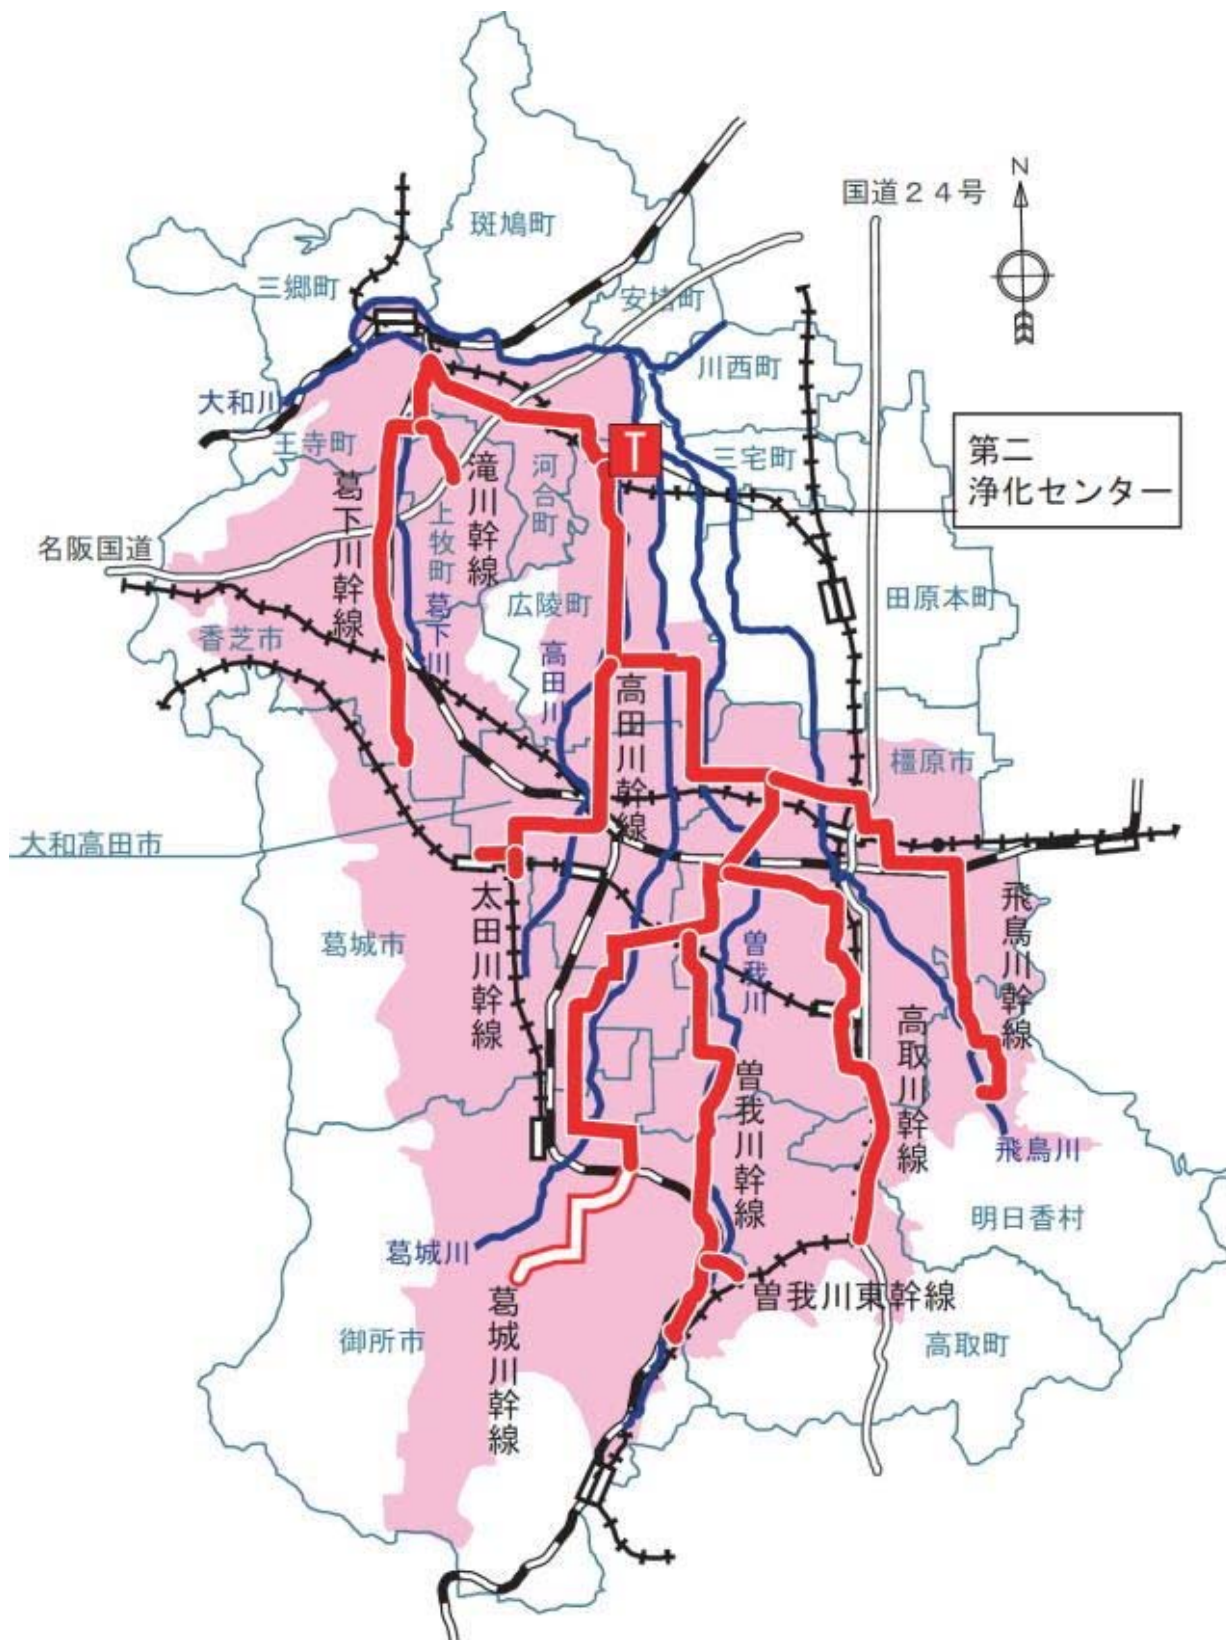 N
国道２４号
斑鳩町
三郷町
安堵町
川西町
大和川
王寺町
三宅町
第二
浄化センター
T
滝川幹線
河合町
葛下川幹線
上牧町
名阪国道
広陵町
田原本町
香芝市
葛下川
高田川
高田川幹線
橿原市
大和高田市
太田川幹線
飛鳥川幹線
葛城市
曽我川
高取川幹線
曽我川幹線
飛鳥川
明日香村
葛城川
曽我川東幹線
葛城川幹線
御所市
高取町